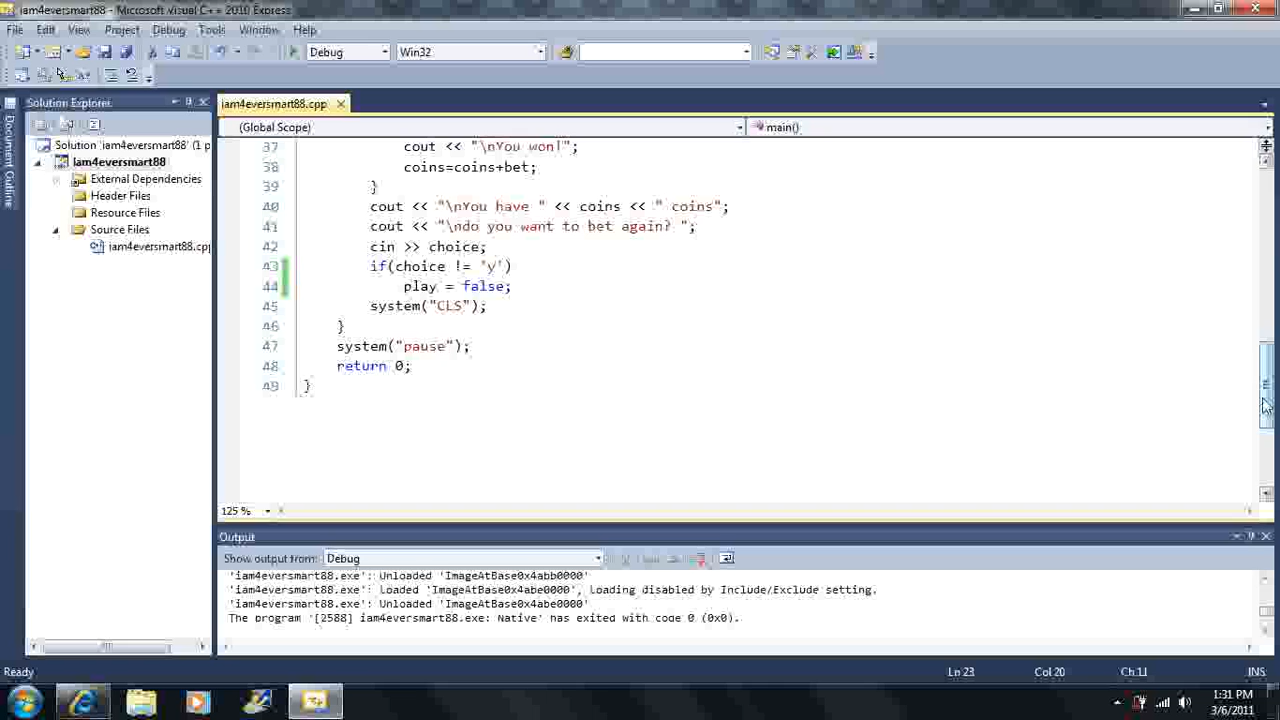 iam4eversmart88 - Microsoft Visual C++ 2010 Express
File Edit View Project Debug Tools Window Help
Debug Win32
Solution Explorer
iam4eversmart88.cpp
Document Outline
(Global Scope) main()
Solution 'iam4eversmart88' (1 p
iam4eversmart88
External Dependencies
Header Files
Resource Files
Source Files
iam4eversmart88.cp
37 cout << "\nYou won!";
38 coins=coins+bet;
39 }
40 cout << "\nYou have " << coins << " coins";
41 cout << "\ndo you want to bet again? ";
42 cin >> choice;
43 if(choice != 'y')
44 play = false;
45 system("CLS");
46 }
47 system("pause");
48 return 0;
49 }
125 %
Output
Show output from: Debug
'iam4eversmart88.exe': Unloaded 'ImageAtBase0x4abb0000'
'iam4eversmart88.exe': Loaded 'ImageAtBase0x4abe0000', Loading disabled by Include/Exclude setting.
'iam4eversmart88.exe': Unloaded 'ImageAtBase0x4abe0000'
The program '[2588] iam4eversmart88.exe: Native' has exited with code 0 (0x0).
Ready Ln 23 Col 20 Ch 11 INS
1:31 PM
3/6/2011